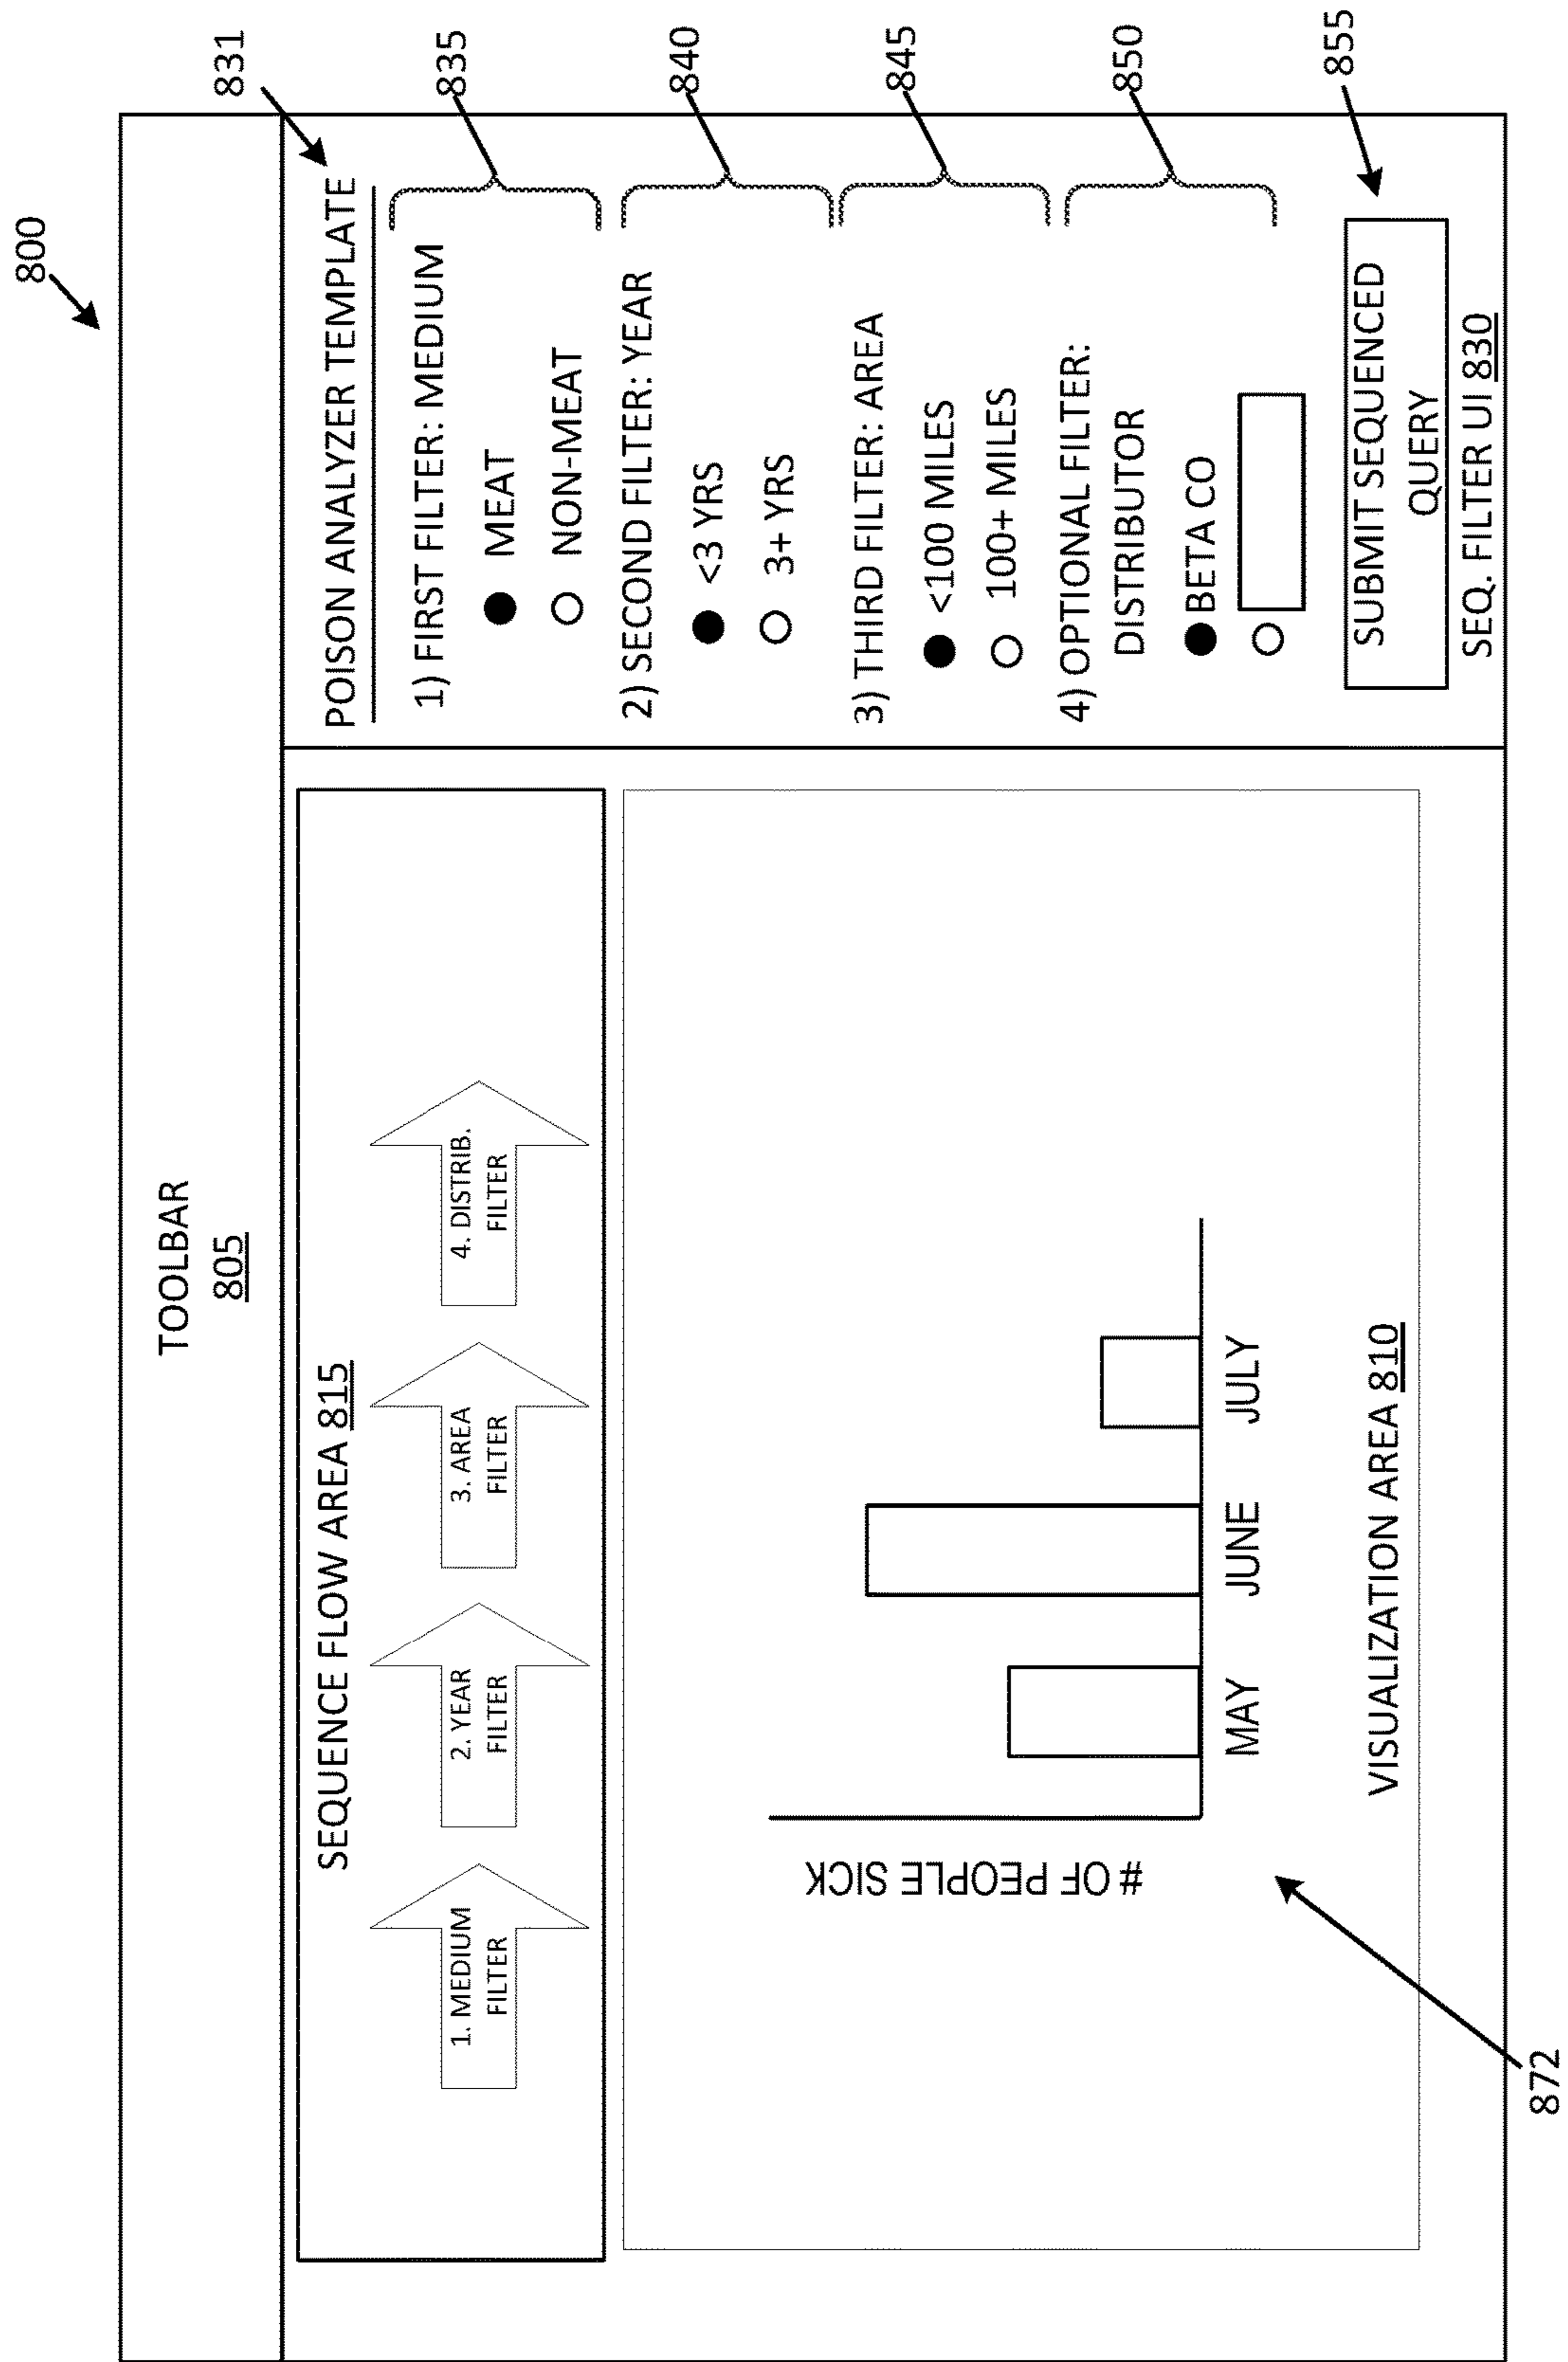 800
TOOLBAR
805
SEQUENCE FLOW AREA 815
1. MEDIUM
FILTER
2. YEAR
FILTER
3. AREA
FILTER
4. DISTRIB.
FILTER
# OF PEOPLE SICK
MAY
JUNE
JULY
VISUALIZATION AREA 810
872
POISON ANALYZER TEMPLATE
831
1) FIRST FILTER: MEDIUM
MEAT
NON-MEAT
835
2) SECOND FILTER: YEAR
<3 YRS
3+ YRS
840
3) THIRD FILTER: AREA
<100 MILES
100+ MILES
845
4) OPTIONAL FILTER:
DISTRIBUTOR
BETA CO
850
SUBMIT SEQUENCED
QUERY
855
SEQ. FILTER UI 830